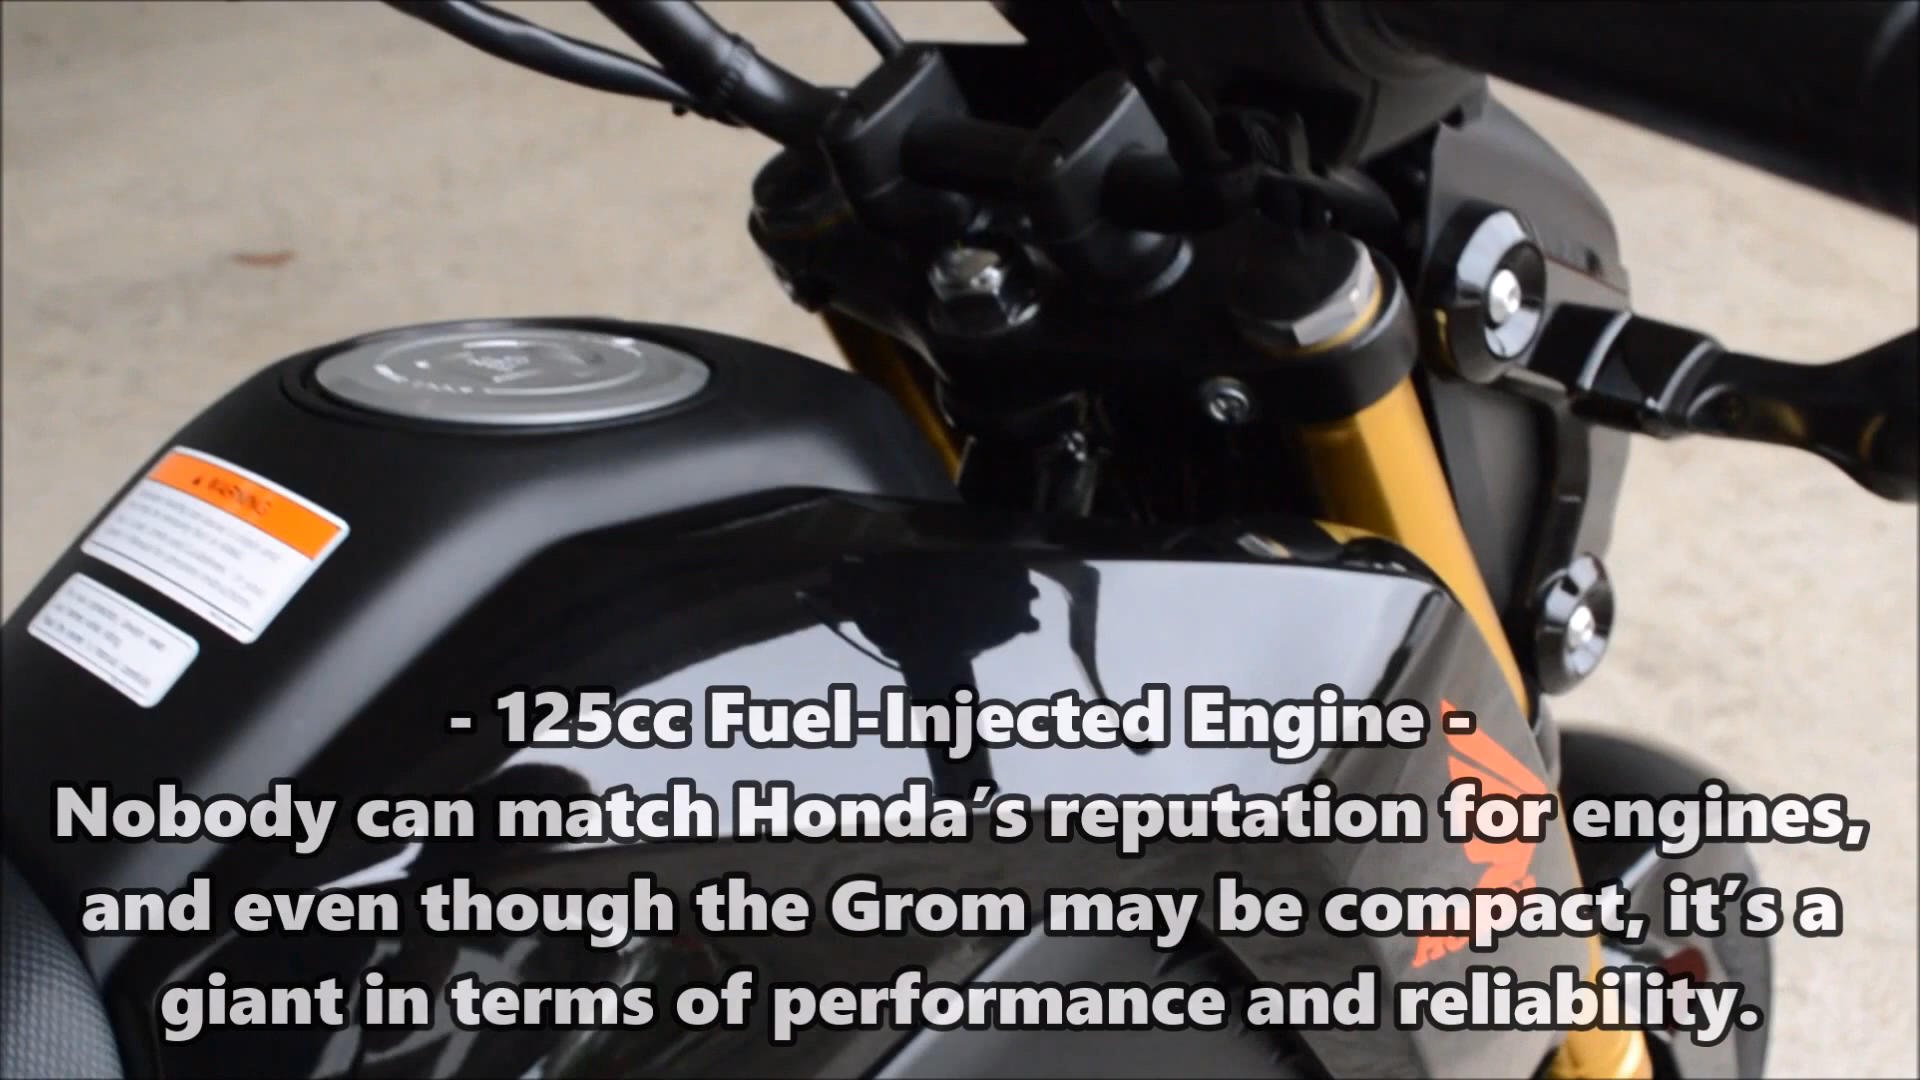 WARNING
- 125cc Fuel-Injected Engine -
Nobody can match Honda’s reputation for engines,
and even though the Grom may be compact, it’s a
giant in terms of performance and reliability.